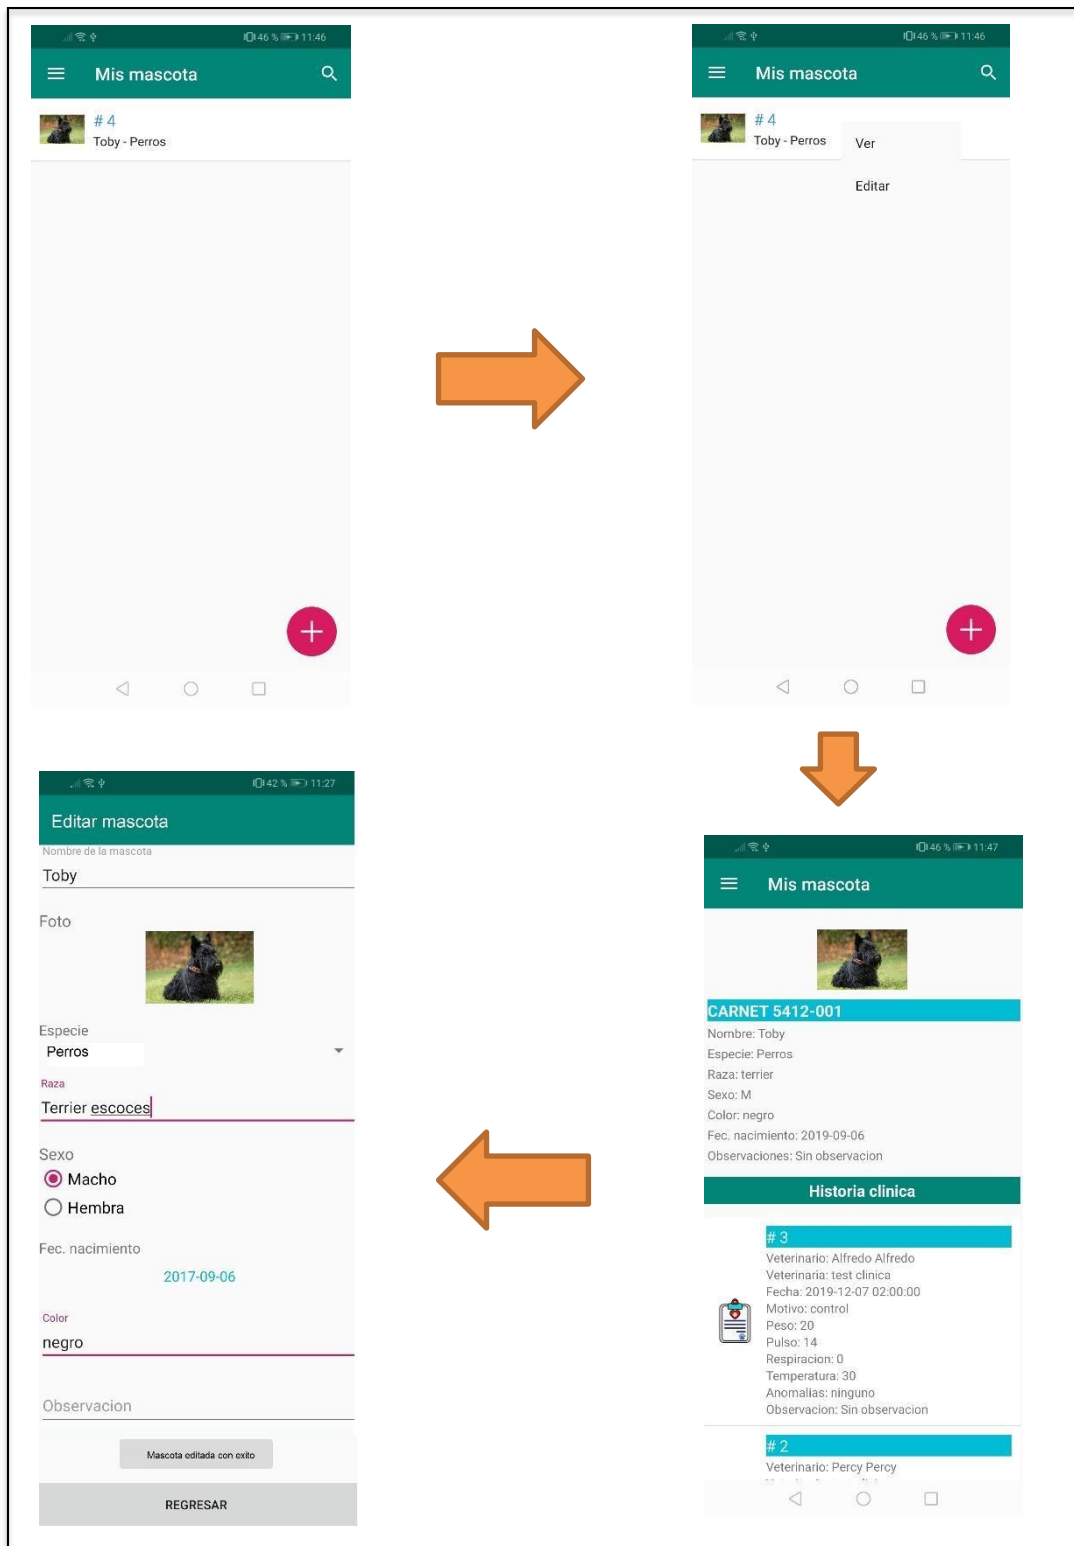 46 % 11:46
Mis mascota
# 4
Toby - Perros
46 % 11:46
Mis mascota
# 4
Toby - Perros
Ver
Editar
46 % 11:47
Mis mascota
CARNET 5412-001
Nombre: Toby
Especie: Perros
Raza: terrier
Sexo: M
Color: negro
Fec. nacimiento: 2019-09-06
Observaciones: Sin observacion
Historia clinica
# 3
Veterinario: Alfredo Alfredo
Veterinaria: test clinica
Fecha: 2019-12-07 02:00:00
Motivo: control
Peso: 20
Pulso: 14
Respiracion: 0
Temperatura: 30
Anomalias: ninguno
Observacion: Sin observacion
# 2
Veterinario: Percy Percy
42 % 11:27
Editar mascota
Nombre de la mascota
Toby
Foto
Especie
Perros
Raza
Terrier escoces
Sexo
Macho
Hembra
Fec. nacimiento
2017-09-06
Color
negro
Observacion
Mascota editada con exito
REGRESAR